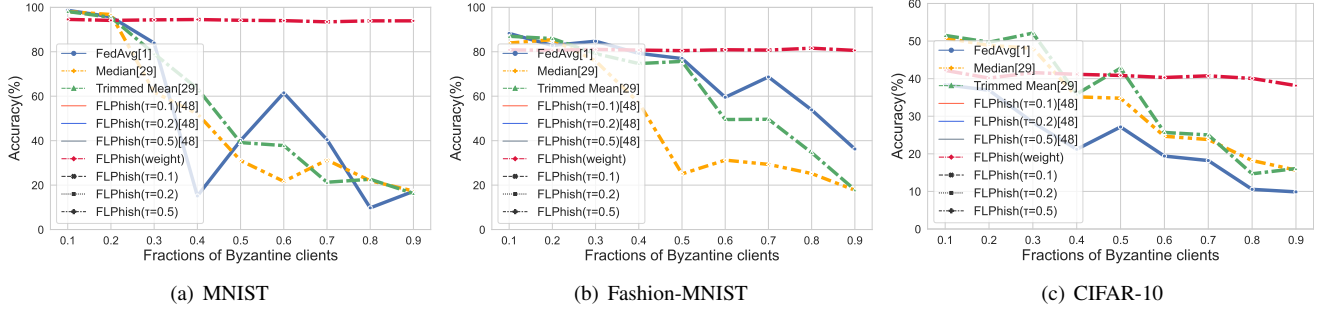 Accuracy(%)
100
80
60
40
20
0
FedAvg[1]
Median[29]
Trimmed Mean[29]
FLPhish(τ=0.1)[48]
FLPhish(τ=0.2)[48]
FLPhish(τ=0.5)[48]
FLPhish(weight)
FLPhish(τ=0.1)
FLPhish(τ=0.2)
FLPhish(τ=0.5)
0.1 0.2 0.3 0.4 0.5 0.6 0.7 0.8 0.9
Fractions of Byzantine clients
(a) MNIST
Accuracy(%)
100
80
60
40
20
0
FedAvg[1]
Median[29]
Trimmed Mean[29]
FLPhish(τ=0.1)[48]
FLPhish(τ=0.2)[48]
FLPhish(τ=0.5)[48]
FLPhish(weight)
FLPhish(τ=0.1)
FLPhish(τ=0.2)
FLPhish(τ=0.5)
0.1 0.2 0.3 0.4 0.5 0.6 0.7 0.8 0.9
Fractions of Byzantine clients
(b) Fashion-MNIST
Accuracy(%)
60
50
40
30
20
10
0
FedAvg[1]
Median[29]
Trimmed Mean[29]
FLPhish(τ=0.1)[48]
FLPhish(τ=0.2)[48]
FLPhish(τ=0.5)[48]
FLPhish(weight)
FLPhish(τ=0.1)
FLPhish(τ=0.2)
FLPhish(τ=0.5)
0.1 0.2 0.3 0.4 0.5 0.6 0.7 0.8 0.9
Fractions of Byzantine clients
(c) CIFAR-10